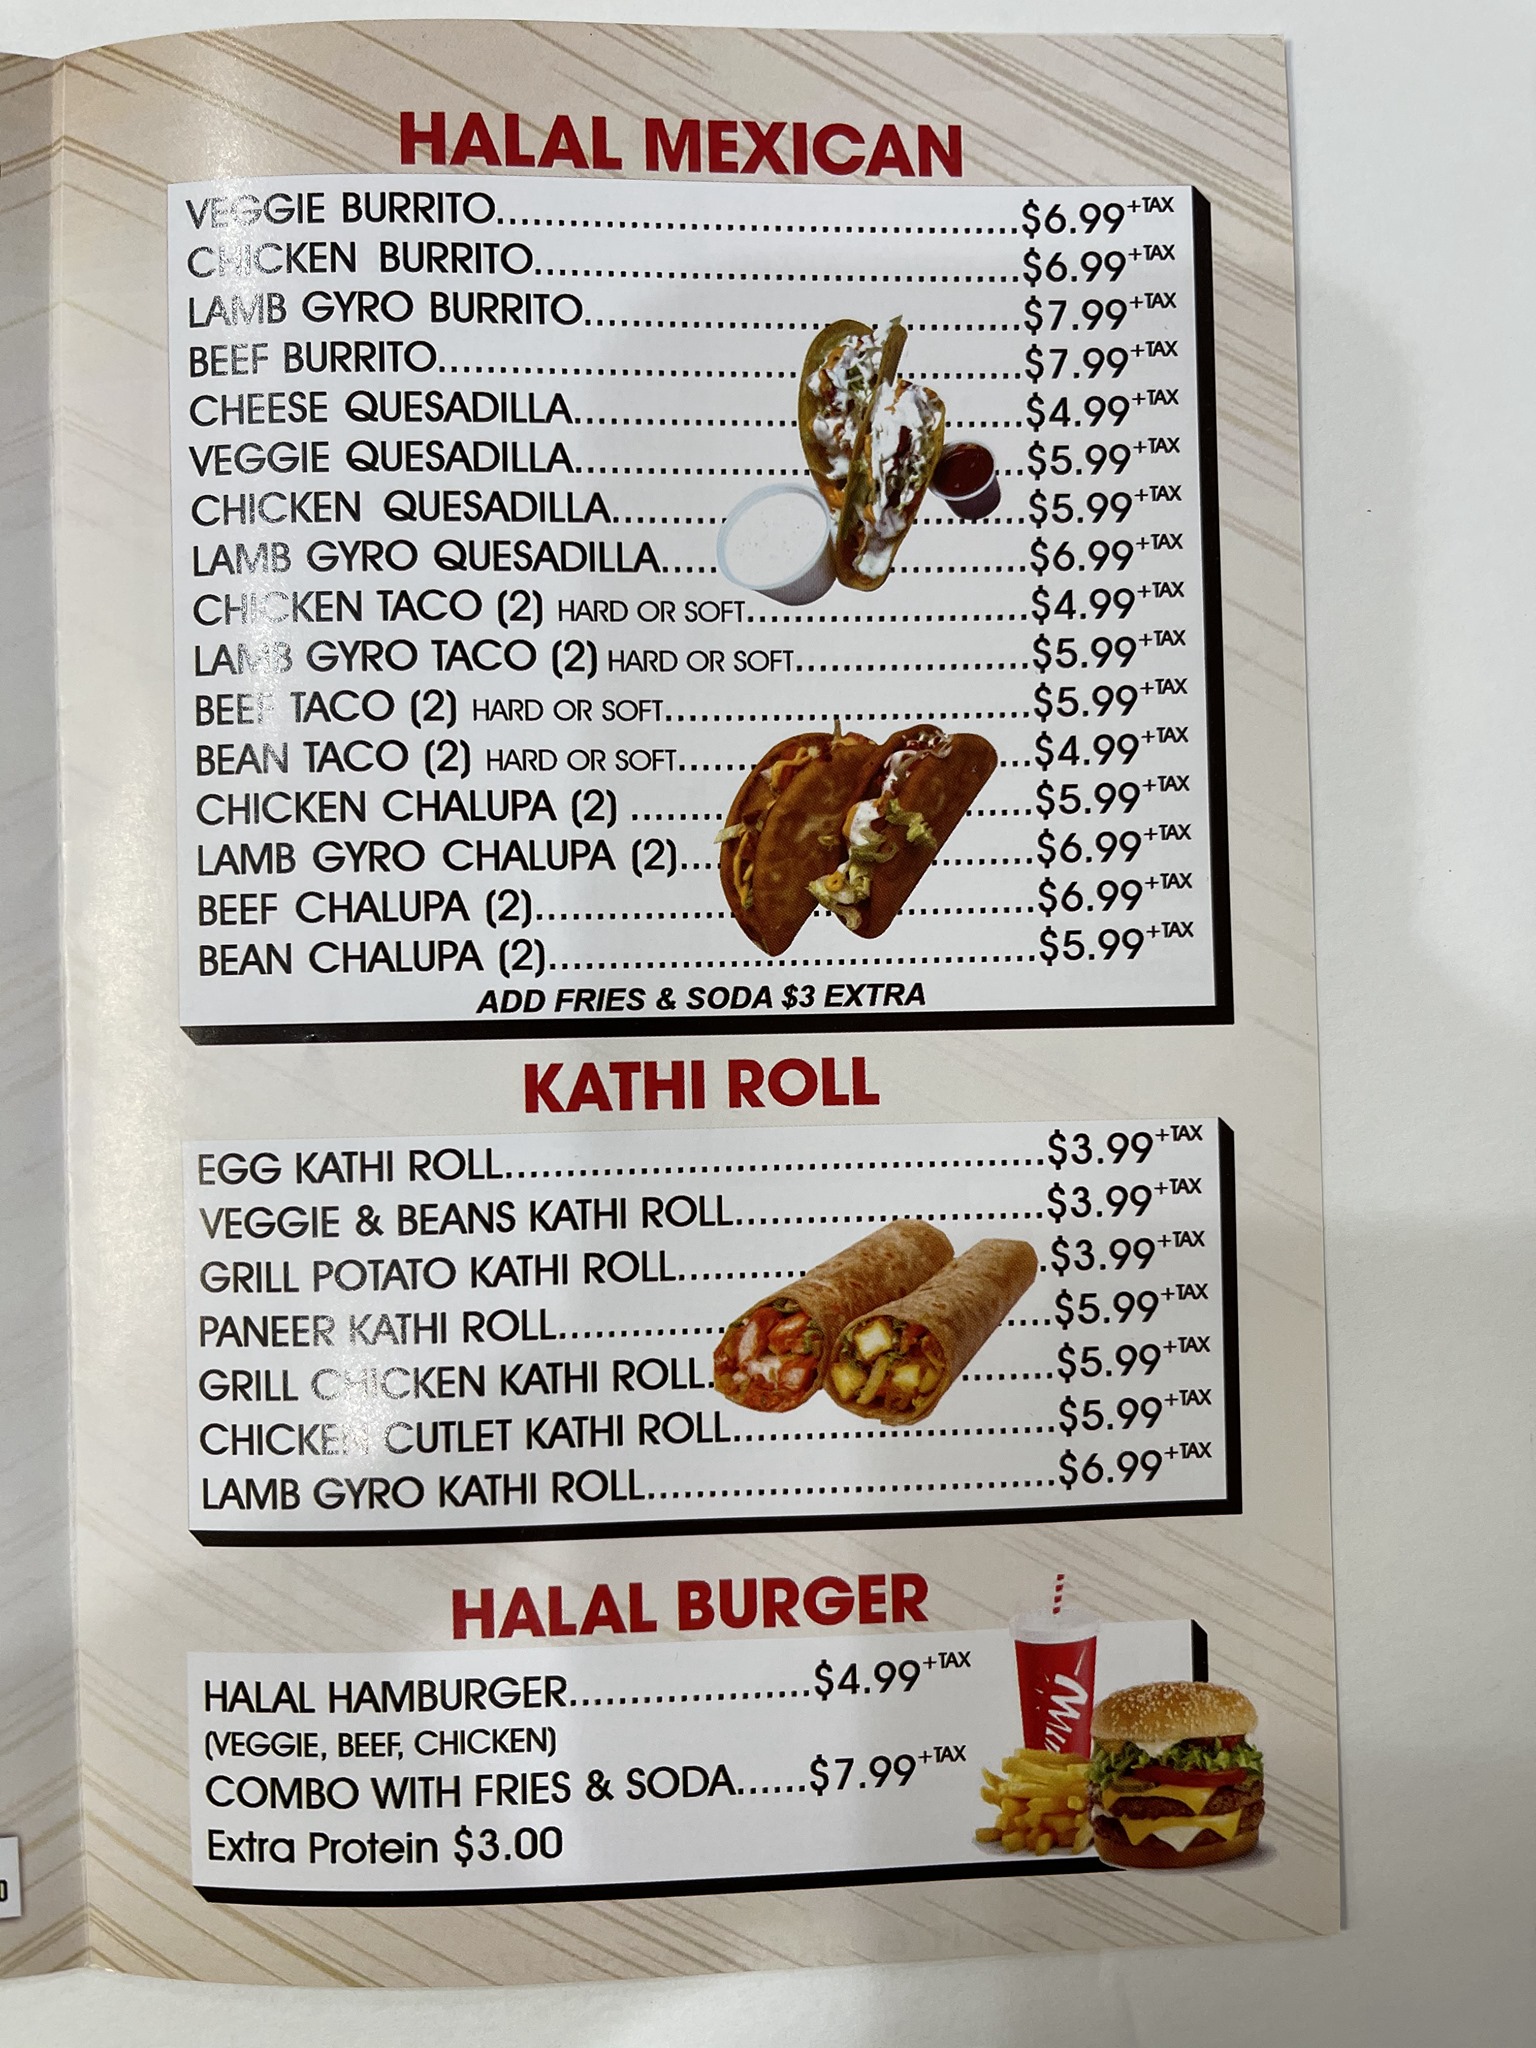 HALAL MEXICAN
VEGGIE BURRITO...........................................$6.99+TAX
CHICKEN BURRITO........................................$6.99+TAX
LAMB GYRO BURRITO....................................$7.99+TAX
BEEF BURRITO................................................$7.99+TAX
CHEESE QUESADILLA.....................................$4.99+TAX
VEGGIE QUESADILLA.....................................$5.99+TAX
CHICKEN QUESADILLA..................................$5.99+TAX
LAMB GYRO QUESADILLA..............................$6.99+TAX
CHICKEN TACO (2) HARD OR SOFT.......................$4.99+TAX
LAMB GYRO TACO (2) HARD OR SOFT...................$5.99+TAX
BEEF TACO (2) HARD OR SOFT..............................$5.99+TAX
BEAN TACO (2) HARD OR SOFT.............................$4.99+TAX
CHICKEN CHALUPA (2) .................................$5.99+TAX
LAMB GYRO CHALUPA (2).............................$6.99+TAX
BEEF CHALUPA (2).........................................$6.99+TAX
BEAN CHALUPA (2)........................................$5.99+TAX
ADD FRIES & SODA $3 EXTRA
KATHI ROLL
EGG KATHI ROLL............................................$3.99+TAX
VEGGIE & BEANS KATHI ROLL.........................$3.99+TAX
GRILL POTATO KATHI ROLL..............................$3.99+TAX
PANEER KATHI ROLL........................................$5.99+TAX
GRILL CHICKEN KATHI ROLL............................$5.99+TAX
CHICKEN CUTLET KATHI ROLL..........................$5.99+TAX
LAMB GYRO KATHI ROLL.................................$6.99+TAX
HALAL BURGER
HALAL HAMBURGER....................$4.99+TAX
(VEGGIE, BEEF, CHICKEN)
COMBO WITH FRIES & SODA......$7.99+TAX
Extra Protein $3.00